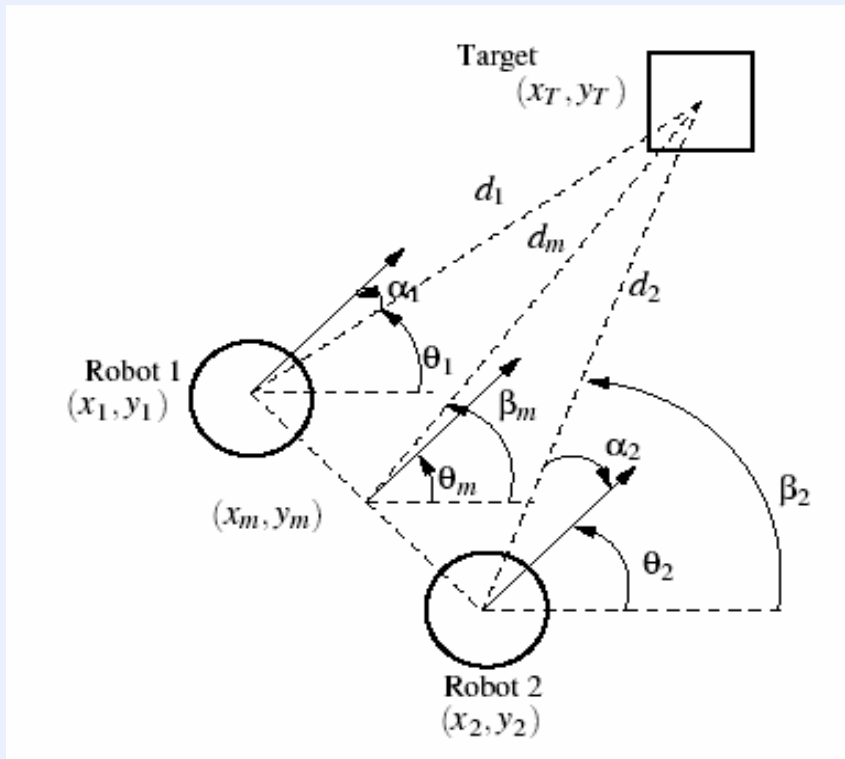 Target
(x_T, y_T)
d_1
d_m
d_2
α_1
θ_1
Robot 1
(x_1, y_1)
β_m
θ_m
α_2
β_2
(x_m, y_m)
θ_2
Robot 2
(x_2, y_2)